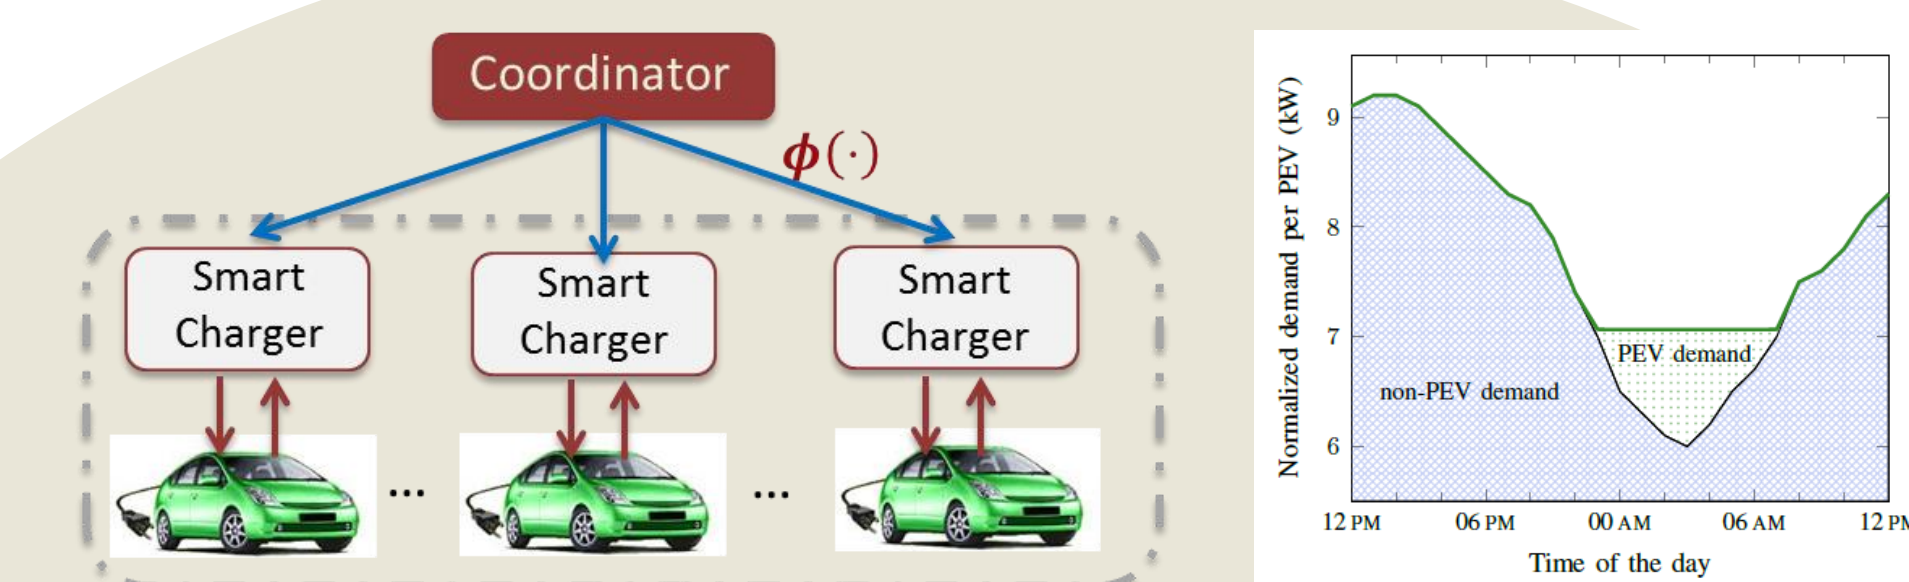 Coordinator
ϕ(·)
Smart
Charger
Smart
Charger
Smart
Charger
...
...
Normalized demand per PEV (kW)
9
8
7
6
PEV demand
non-PEV demand
12 PM
06 PM
00 AM
06 AM
12 PM
Time of the day